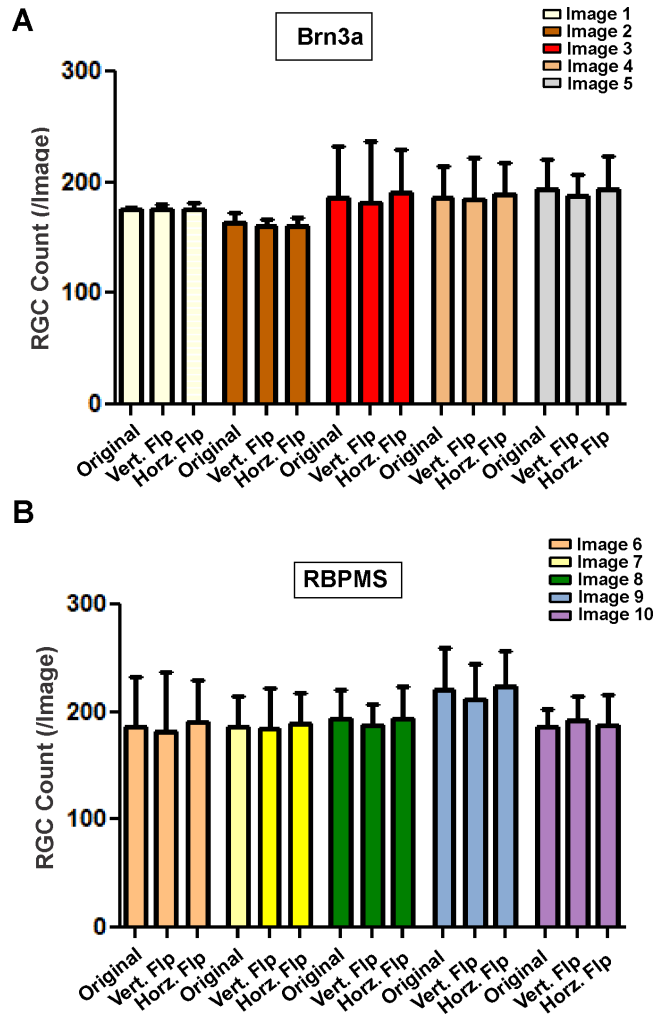 A
Brn3a
Image 1
Image 2
Image 3
Image 4
Image 5
RGC Count (/Image)
300
200
100
0
Original
Vert. Flp
Horz. Flp
Original
Vert. Flp
Horz. Flp
Original
Vert. Flp
Horz. Flp
Original
Vert. Flp
Horz. Flp
Original
Vert. Flp
Horz. Flp
B
RBPMS
Image 6
Image 7
Image 8
Image 9
Image 10
RGC Count (/Image)
300
200
100
0
Original
Vert. Flp
Horz. Flp
Original
Vert. Flp
Horz. Flp
Original
Vert. Flp
Horz. Flp
Original
Vert. Flp
Horz. Flp
Original
Vert. Flp
Horz. Flp